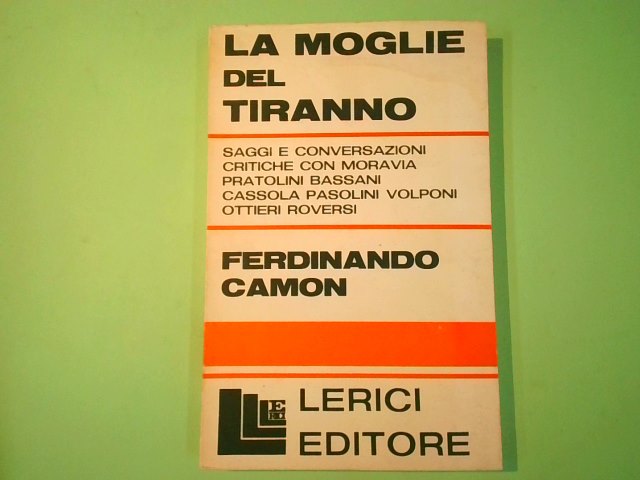 LA MOGLIE
DEL
TIRANNO
SAGGI E CONVERSAZIONI
CRITICHE CON MORAVIA
PRATOLINI BASSANI
CASSOLA PASOLINI VOLPONI
OTTIERI ROVERSI
FERDINANDO
CAMON
LERICI
LERICI
EDITORE